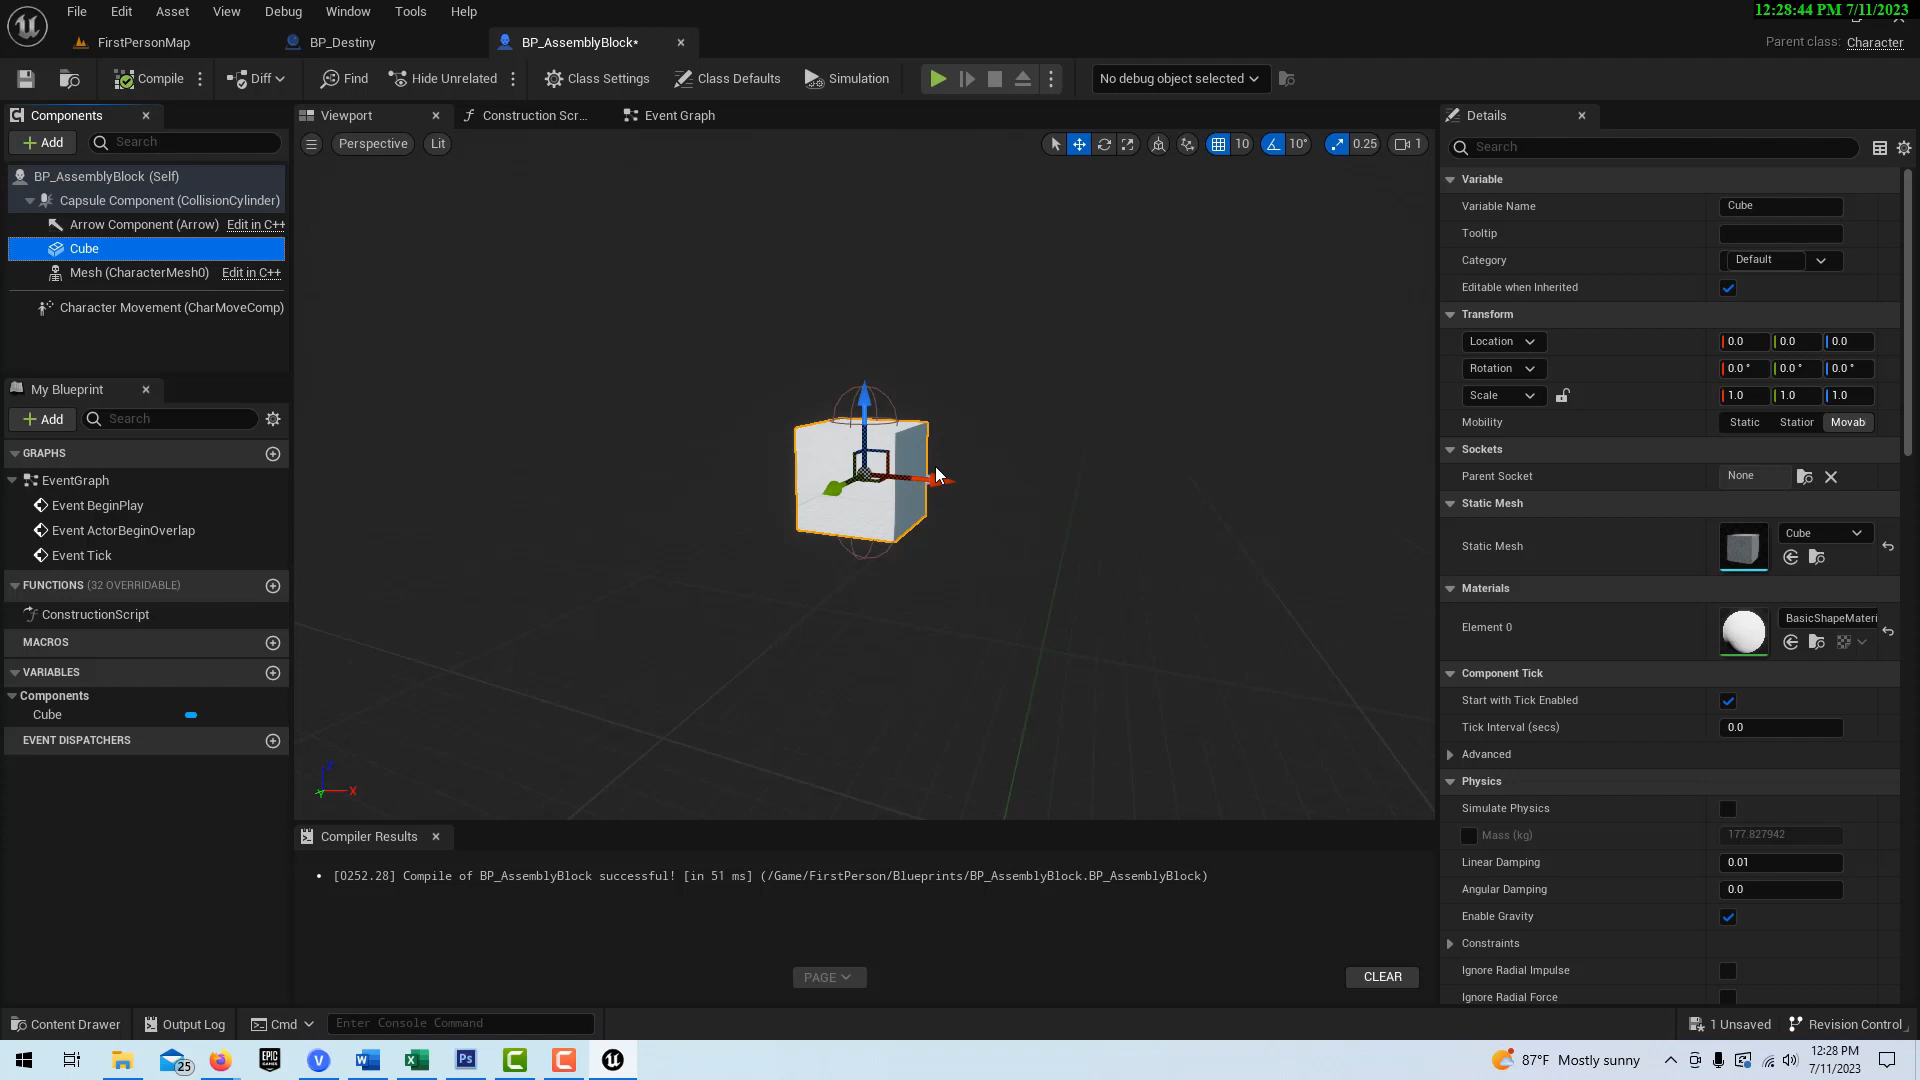 12:28:44 PM 7/11/2023
File Edit Asset View Debug Window Tools Help
FirstPersonMap BP_Destiny BP_AssemblyBlock* Parent class: Character
Compile Diff Find Hide Unrelated Class Settings Class Defaults Simulation No debug object selected
Components Viewport Construction Scr... Event Graph Details
Add Search Perspective Lit 10 10° 0.25 1 Search
BP_AssemblyBlock (Self)
Capsule Component (CollisionCylinder)
Arrow Component (Arrow) Edit in C++
Cube
Mesh (CharacterMesh0) Edit in C++
Character Movement (CharMoveComp)
My Blueprint
Add Search
GRAPHS
EventGraph
Event BeginPlay
Event ActorBeginOverlap
Event Tick
FUNCTIONS (32 OVERRIDABLE)
ConstructionScript
MACROS
VARIABLES
Components
Cube
EVENT DISPATCHERS
Z
X
Y
Compiler Results
[0252.28] Compile of BP_AssemblyBlock successful! [in 51 ms] (/Game/FirstPerson/Blueprints/BP_AssemblyBlock.BP_AssemblyBlock)
PAGE CLEAR
Variable
Variable Name Cube
Tooltip
Category Default
Editable when Inherited
Transform
Location 0.0 0.0 0.0
Rotation 0.0 ° 0.0 ° 0.0 °
Scale 1.0 1.0 1.0
Mobility Static Station Movab
Sockets
Parent Socket None
Static Mesh
Static Mesh Cube
Materials
Element 0 BasicShapeMateri
Component Tick
Start with Tick Enabled
Tick Interval (secs) 0.0
Advanced
Physics
Simulate Physics
Mass (kg) 177.827942
Linear Damping 0.01
Angular Damping 0.0
Enable Gravity
Constraints
Ignore Radial Impulse
Ignore Radial Force
Content Drawer Output Log Cmd Enter Console Command 1 Unsaved Revision Control
25 EPIC GAMES V Ps 87°F Mostly sunny 12:28 PM
7/11/2023